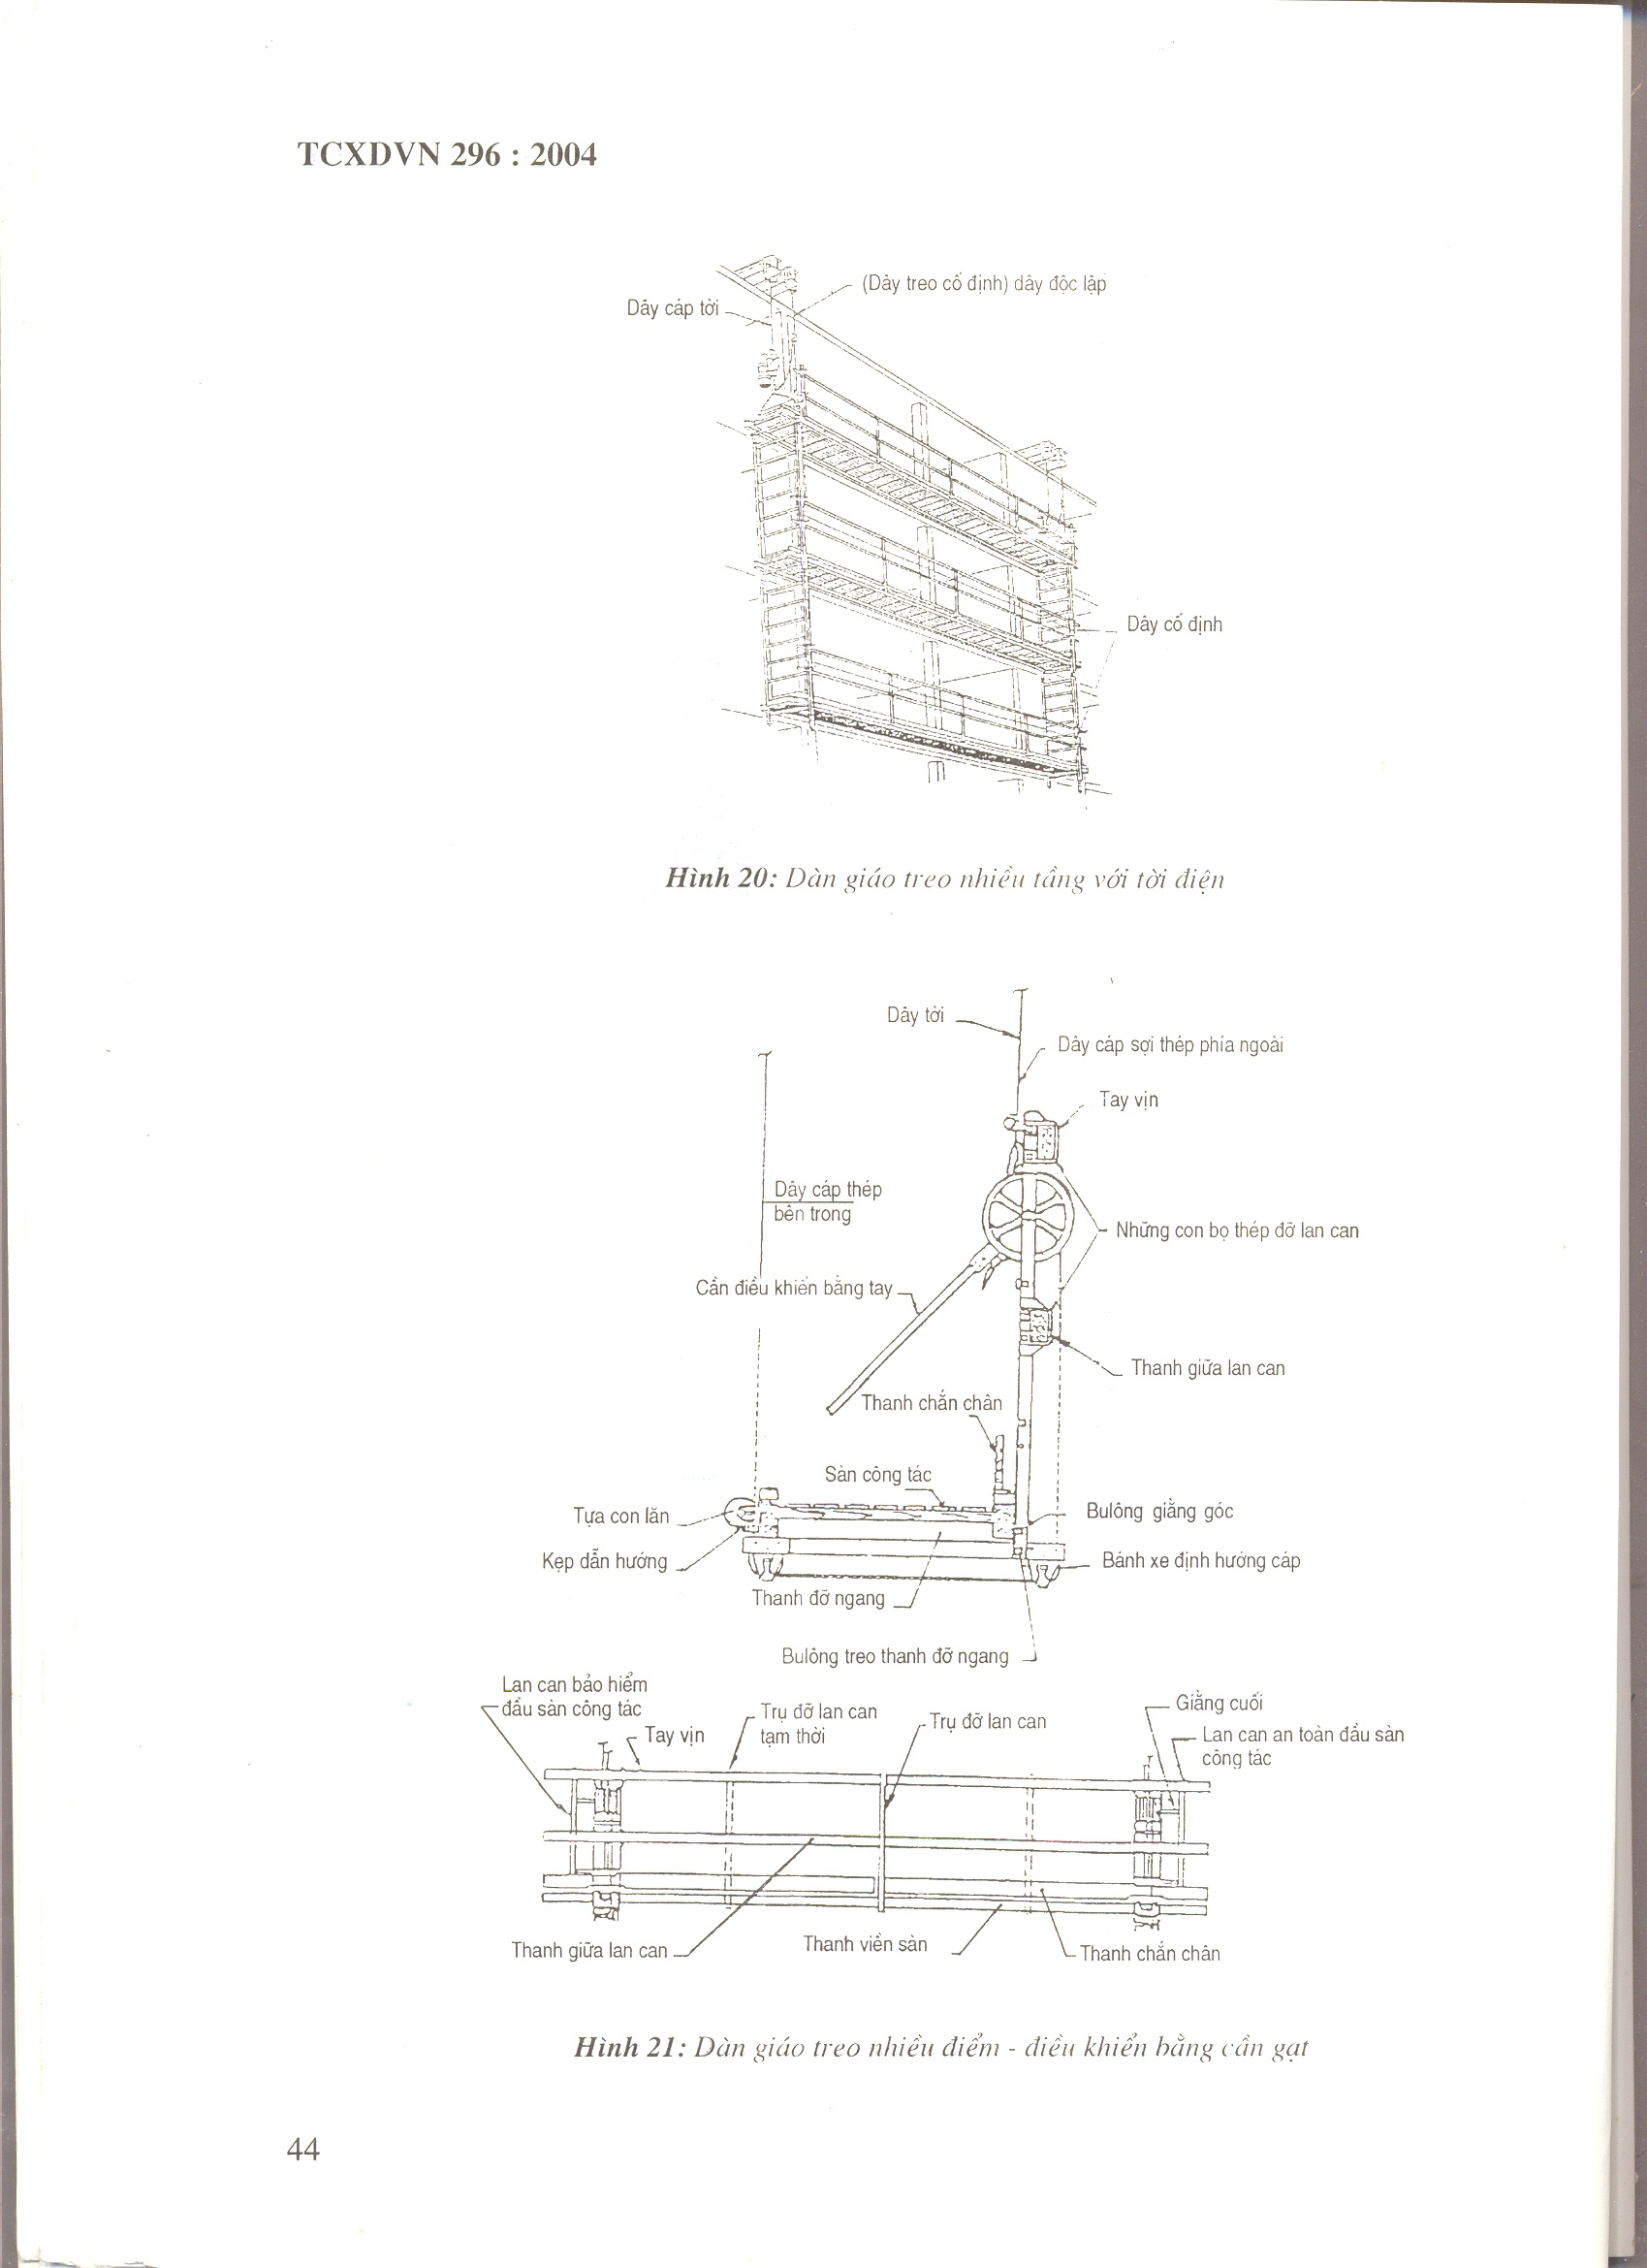 TCXDVN 296 : 2004
(Dây treo cố định) dây độc lập
Dây cáp tời
Dây cố định
Hình 20: Dàn giáo treo nhiều tầng với tời điện
Dây tời
Dây cáp sợi thép phía ngoài
Tay vịn
Dây cáp thép
bên trong
Những con bọ thép đỡ lan can
Cần điều khiển bằng tay
Thanh giữa lan can
Thanh chắn chân
Sàn công tác
Tựa con lăn
Bulông giằng góc
Kẹp dẫn hướng
Bánh xe định hướng cáp
Thanh đỡ ngang
Bulông treo thanh đỡ ngang
Lan can bảo hiểm
đầu sàn công tác
Tay vịn
Trụ đỡ lan can
tạm thời
Trụ đỡ lan can
Giằng cuối
Lan can an toàn đầu sàn
công tác
Thanh giữa lan can
Thanh viền sàn
Thanh chắn chân
Hình 21: Dàn giáo treo nhiều điểm - điều khiển bằng cần gạt
44